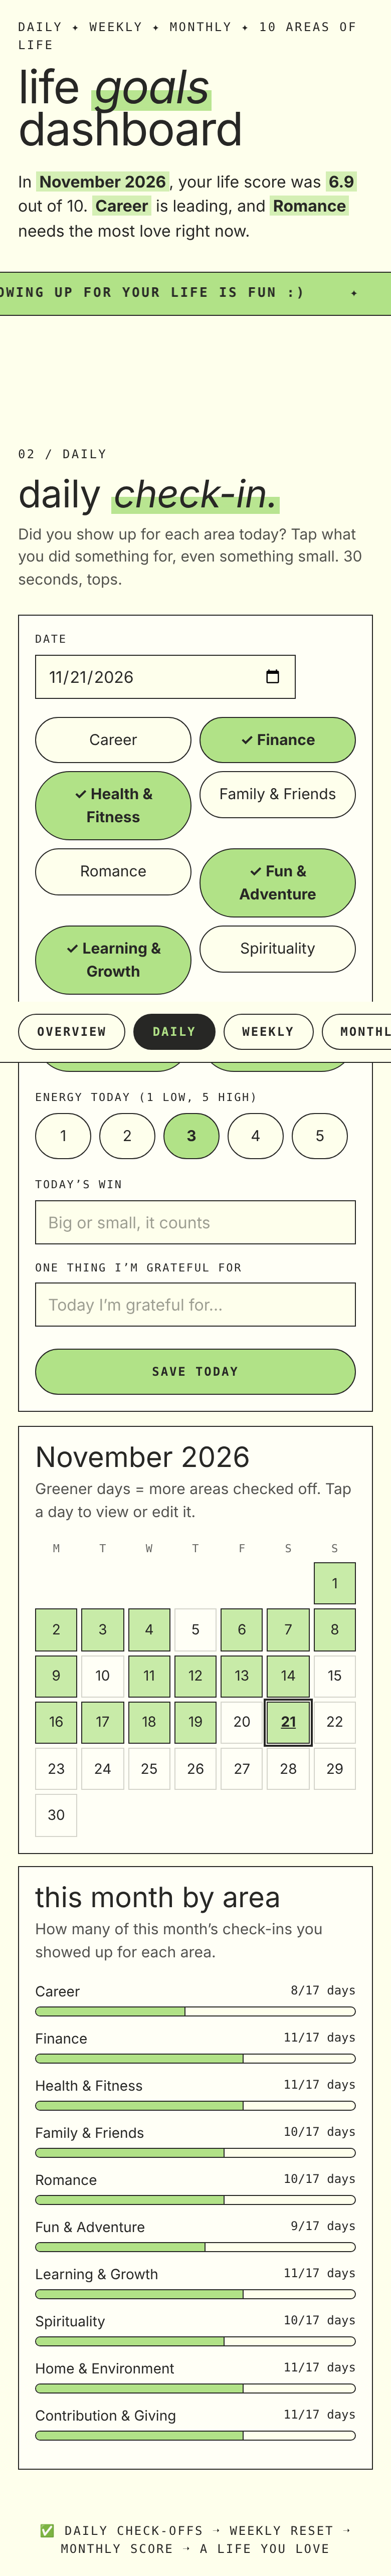 DAILY ✦ WEEKLY ✦ MONTHLY ✦ 10 AREAS OF
LIFE
life goals
dashboard
In November 2026, your life score was 6.9
out of 10. Career is leading, and Romance
needs the most love right now.
OWING UP FOR YOUR LIFE IS FUN :) ✦
02 / DAILY
daily check-in.
Did you show up for each area today? Tap what
you did something for, even something small. 30
seconds, tops.
DATE
11/21/2026
Career
✓ Finance
✓ Health &
Fitness
Family & Friends
Romance
✓ Fun &
Adventure
✓ Learning &
Growth
Spirituality
OVERVIEW
DAILY
WEEKLY
MONTHL
ENERGY TODAY (1 LOW, 5 HIGH)
1 2 3 4 5
TODAY’S WIN
Big or small, it counts
ONE THING I’M GRATEFUL FOR
Today I’m grateful for...
SAVE TODAY
November 2026
Greener days = more areas checked off. Tap
a day to view or edit it.
M T W T F S S
1
2 3 4 5 6 7 8
9 10 11 12 13 14 15
16 17 18 19 20 21 22
23 24 25 26 27 28 29
30
this month by area
How many of this month’s check-ins you
showed up for each area.
Career 8/17 days
Finance 11/17 days
Health & Fitness 11/17 days
Family & Friends 10/17 days
Romance 10/17 days
Fun & Adventure 9/17 days
Learning & Growth 11/17 days
Spirituality 10/17 days
Home & Environment 11/17 days
Contribution & Giving 11/17 days
✅ DAILY CHECK-OFFS → WEEKLY RESET →
MONTHLY SCORE → A LIFE YOU LOVE